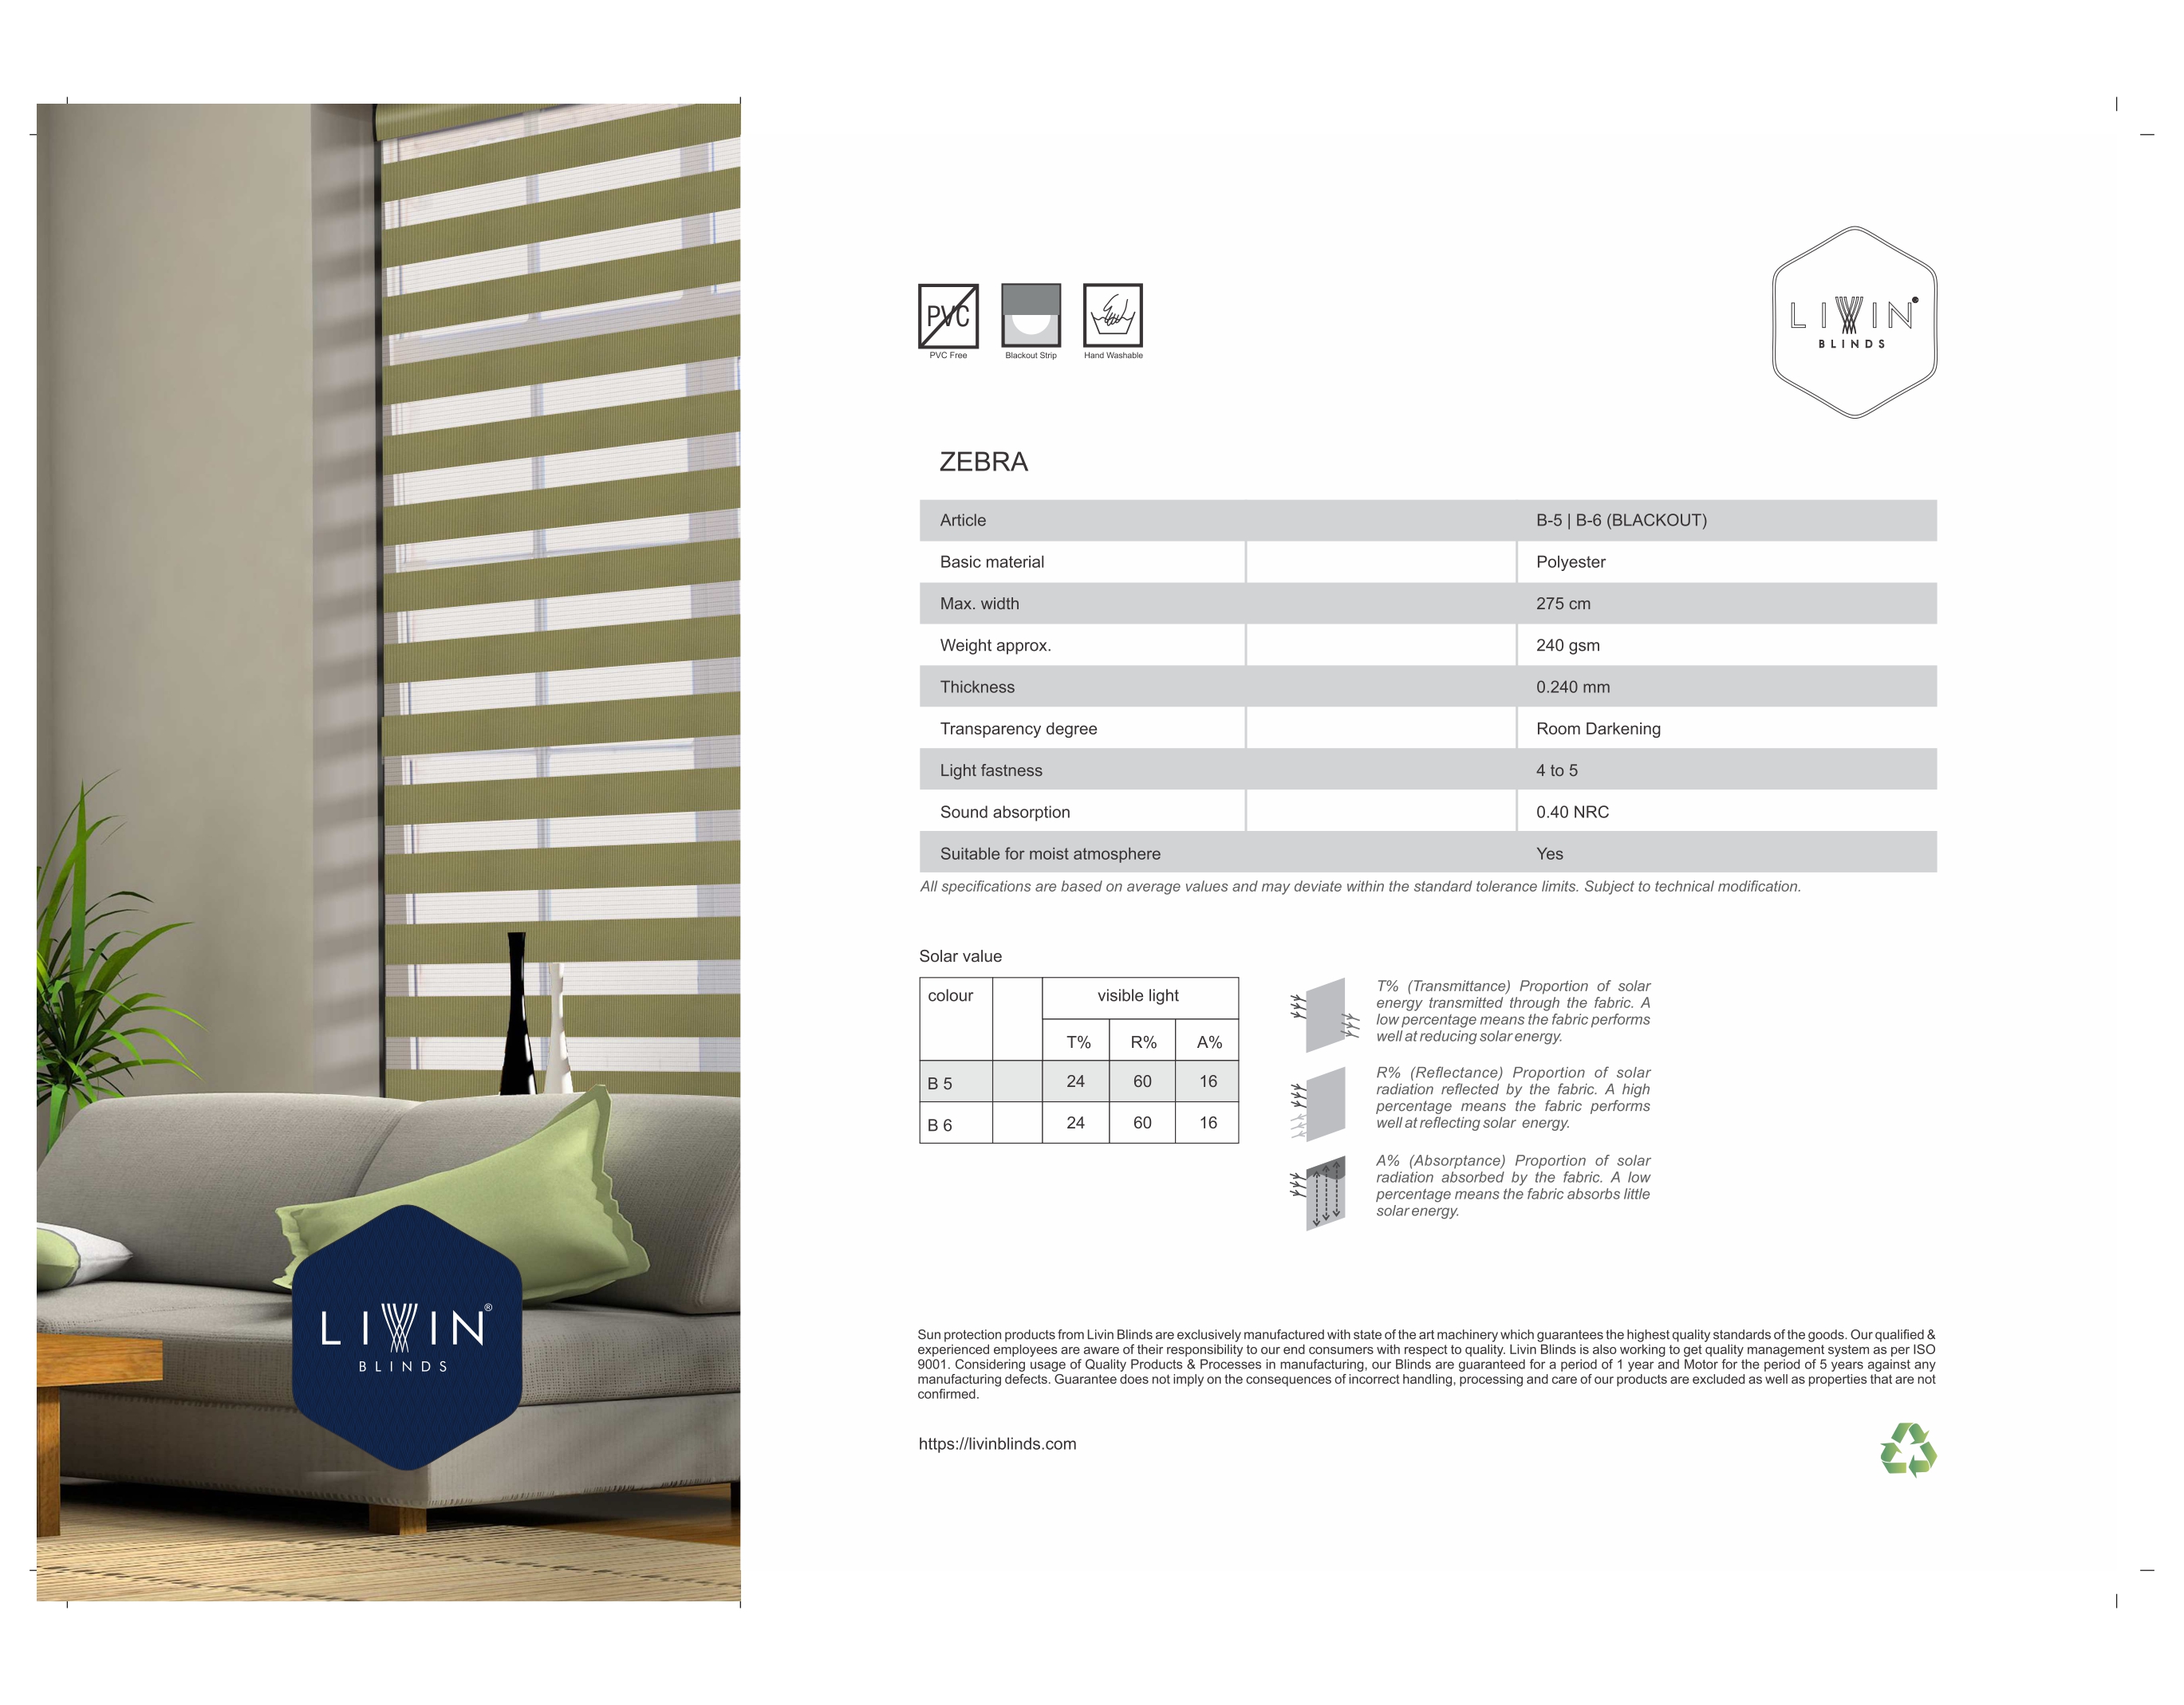 PVC
PVC Free
Blackout Strip
Hand Washable
LIVIN®
BLINDS
ZEBRA
Article B-5 | B-6 (BLACKOUT)
Basic material Polyester
Max. width 275 cm
Weight approx. 240 gsm
Thickness 0.240 mm
Transparency degree Room Darkening
Light fastness 4 to 5
Sound absorption 0.40 NRC
Suitable for moist atmosphere Yes
All specifications are based on average values and may deviate within the standard tolerance limits. Subject to technical modification.
Solar value
colour visible light
T% R% A%
B 5 24 60 16
B 6 24 60 16
T% (Transmittance) Proportion of solar
energy transmitted through the fabric. A
low percentage means the fabric performs
well at reducing solar energy.
R% (Reflectance) Proportion of solar
radiation reflected by the fabric. A high
percentage means the fabric performs
well at reflecting solar energy.
A% (Absorptance) Proportion of solar
radiation absorbed by the fabric. A low
percentage means the fabric absorbs little
solar energy.
LIVIN®
BLINDS
Sun protection products from Livin Blinds are exclusively manufactured with state of the art machinery which guarantees the highest quality standards of the goods. Our qualified &
experienced employees are aware of their responsibility to our end consumers with respect to quality. Livin Blinds is also working to get quality management system as per ISO
9001. Considering usage of Quality Products & Processes in manufacturing, our Blinds are guaranteed for a period of 1 year and Motor for the period of 5 years against any
manufacturing defects. Guarantee does not imply on the consequences of incorrect handling, processing and care of our products are excluded as well as properties that are not
confirmed.
https://livinblinds.com